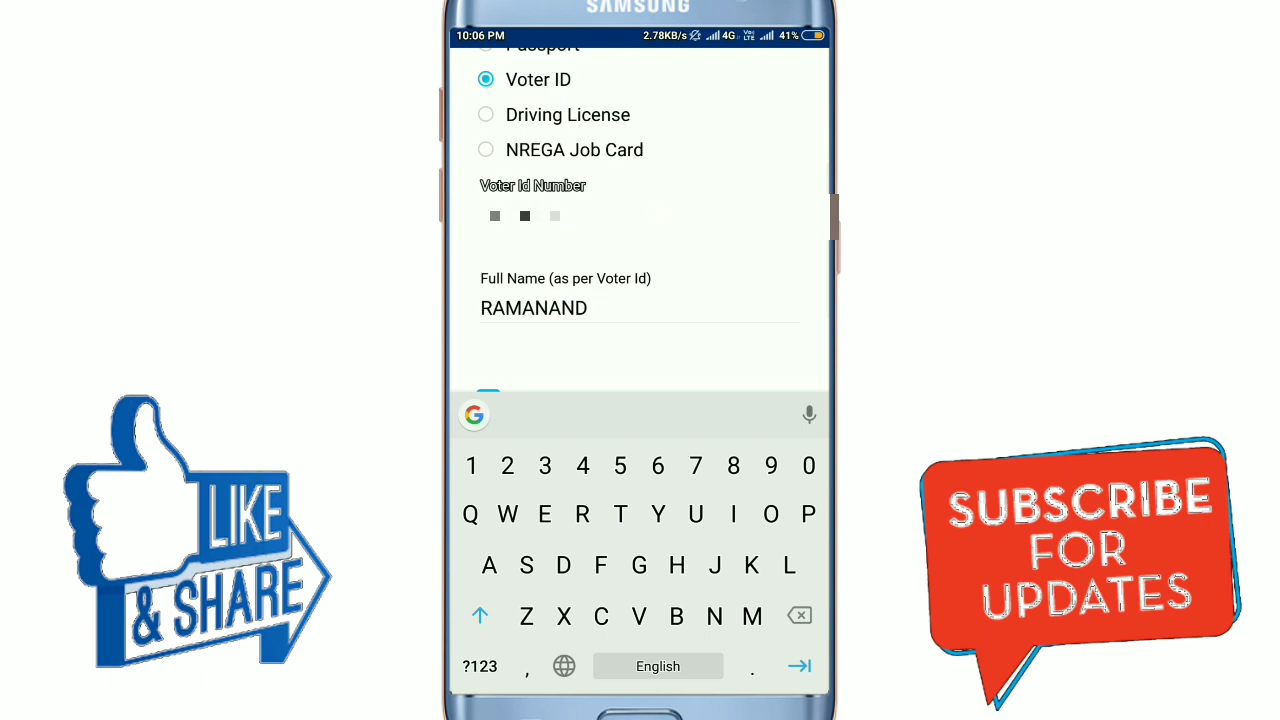 SAMSUNG
10:06 PM 2.78KB/s 4G VoLTE 41%
Passport
Voter ID
Driving License
NREGA Job Card
Voter Id Number
Full Name (as per Voter Id)
RAMANAND
G
1 2 3 4 5 6 7 8 9 0
Q W E R T Y U I O P
A S D F G H J K L
Z X C V B N M
?123 , English .
LIKE
& SHARE
SUBSCRIBE
FOR
UPDATES